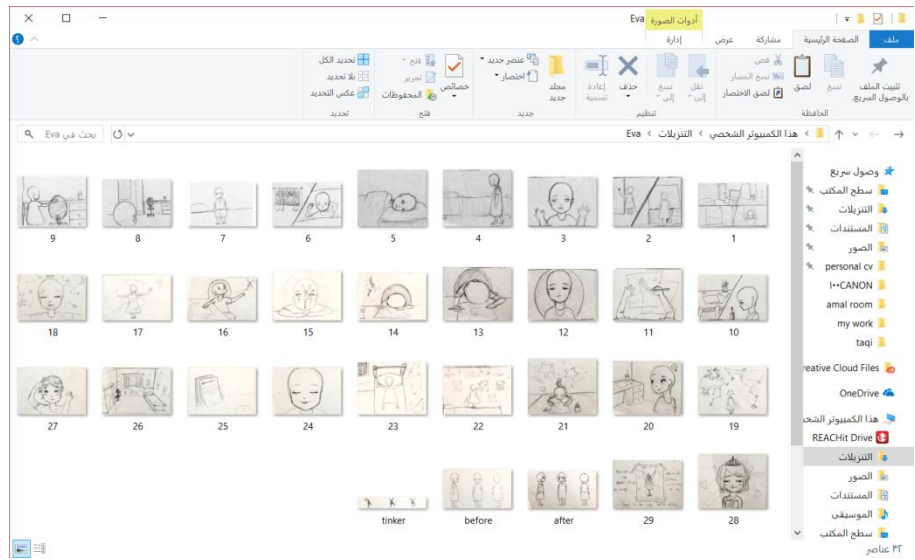 Eva
أدوات الصورة
ملف
الصفحة الرئيسية
مشاركة
عرض
إدارة
تثبيت الملف بالوصول السريع
نسخ
لصق
قص
نسخ المسار
لصق الاختصار
الحافظة
نقل إلى
نسخ إلى
حذف
إعادة تسمية
تنظيم
مجلد جديد
عنصر جديد
اختصار
جديد
خصائص
فتح
تحرير
المحفوظات
فتح
تحديد الكل
بلا تحديد
عكس التحديد
تحديد
هذا الكمبيوتر الشخصي
التنزيلات
Eva
بحث في Eva
وصول سريع
سطح المكتب
التنزيلات
المستندات
الصور
personal cv
١٠٠CANON
amal room
my work
taqi
reative Cloud Files
OneDrive
هذا الكمبيوتر الشخ
REACHit Drive
التنزيلات
الصور
المستندات
الموسيقى
سطح المكتب
1
2
3
4
5
6
7
8
9
10
11
12
13
14
15
16
17
18
19
20
21
22
23
24
25
26
27
28
29
after
before
tinker
٣٢ عناصر